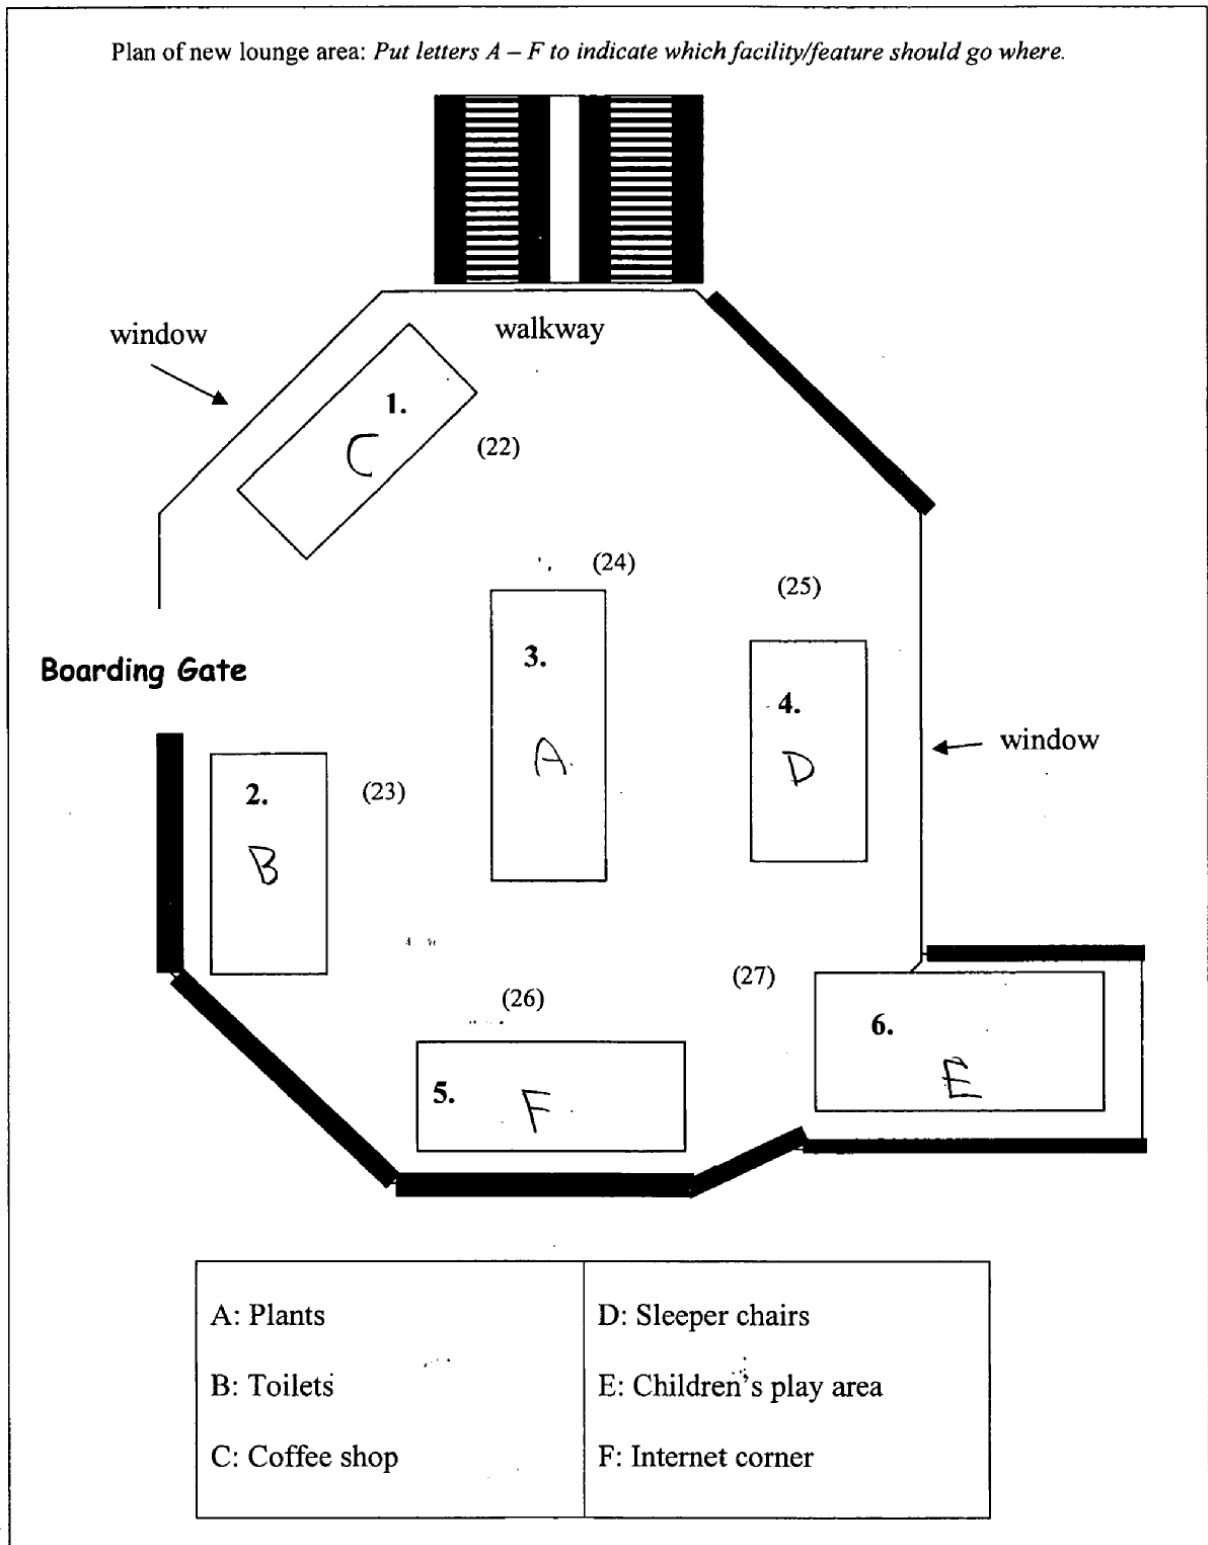 Plan of new lounge area: Put letters A – F to indicate which facility/feature should go where.
window
walkway
1.
C
(22)
(24)
(25)
Boarding Gate
3.
A
4.
D
window
2.
B
(23)
(27)
(26)
6.
E
5.
F
A: Plants
B: Toilets
C: Coffee shop
D: Sleeper chairs
E: Children's play area
F: Internet corner